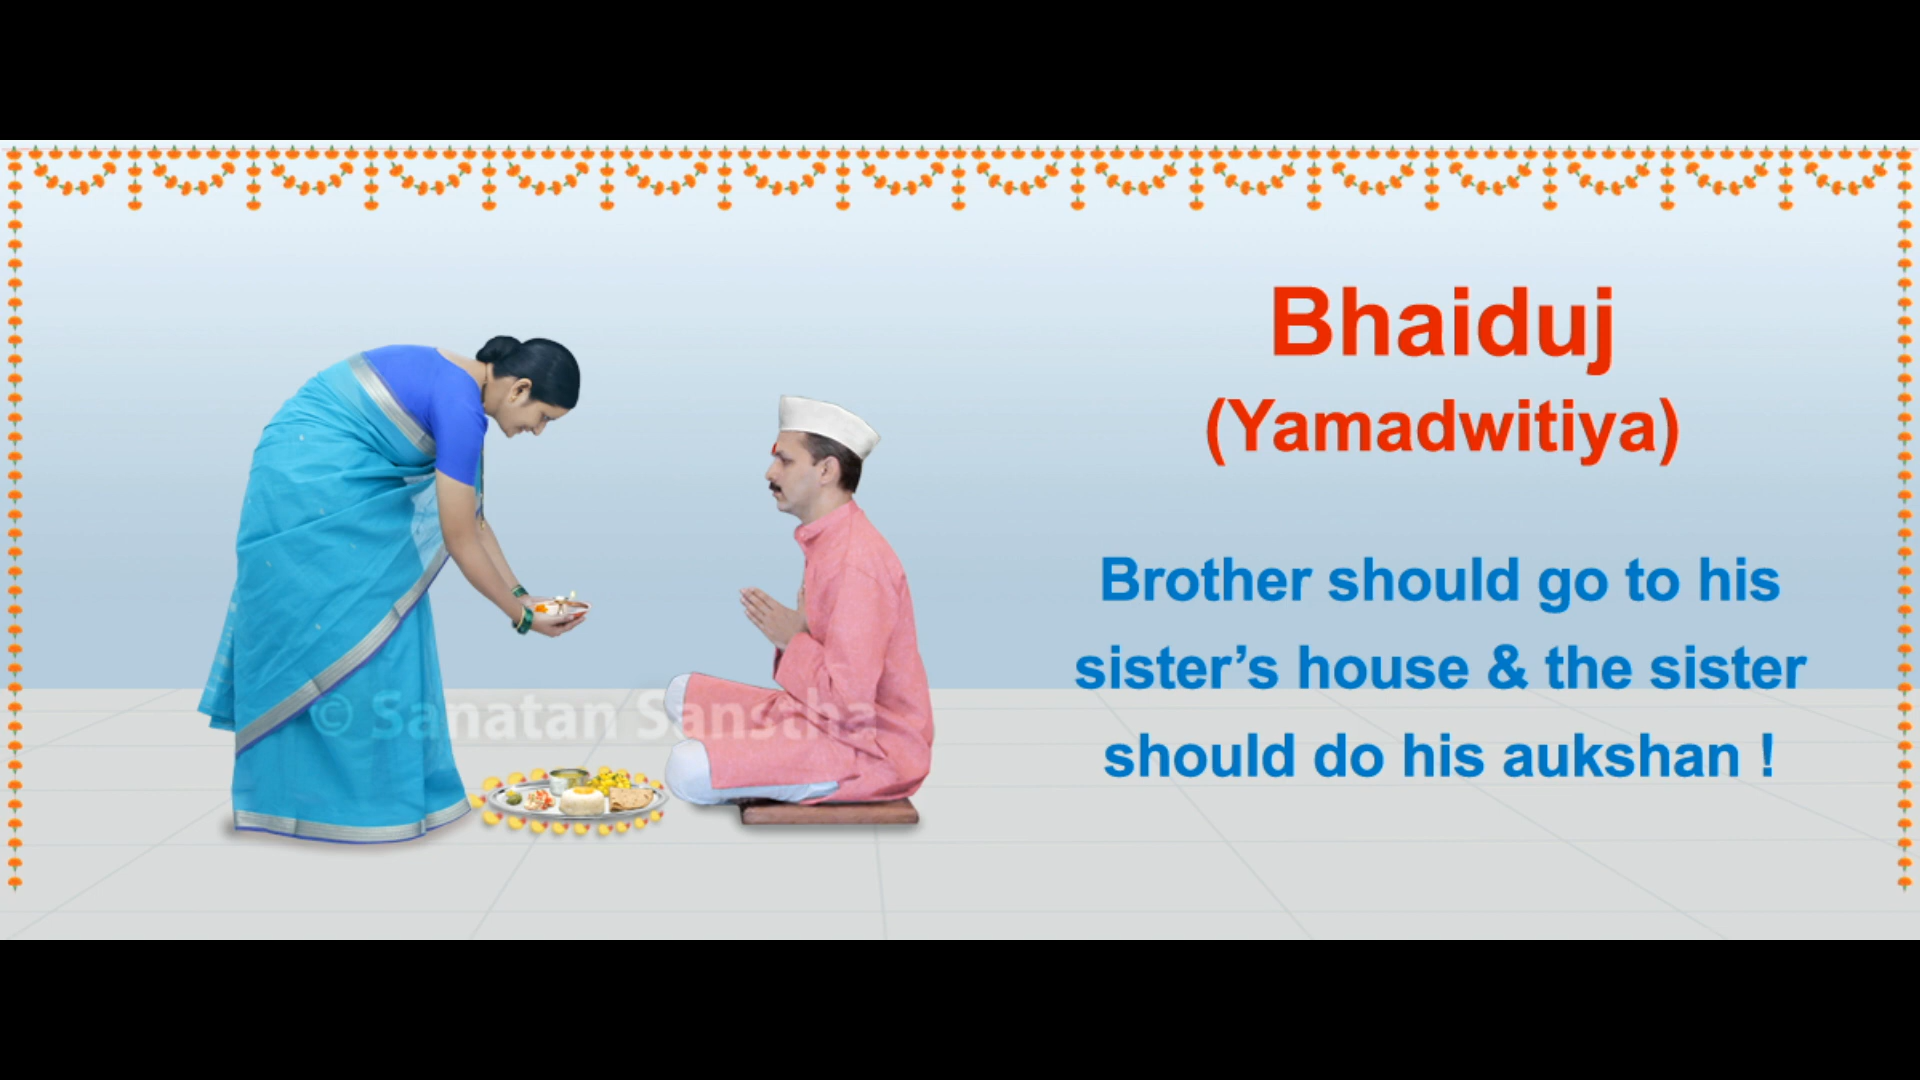 Bhaiduj
(Yamadwitiya)
Brother should go to his
sister’s house & the sister
should do his aukshan !
© Sanatan Sanstha